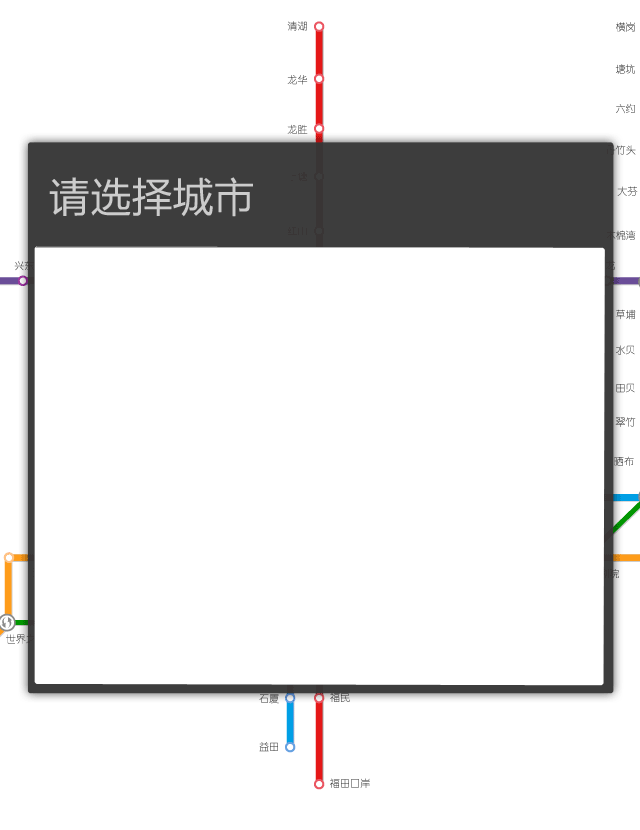 清湖
横岗
塘坑
龙华
六约
龙胜
竹头
请选择城市
大芬
棉湾
兴
草埔
水贝
田贝
翠竹
晒布
院
世界
石厦
福民
益田
福田口岸